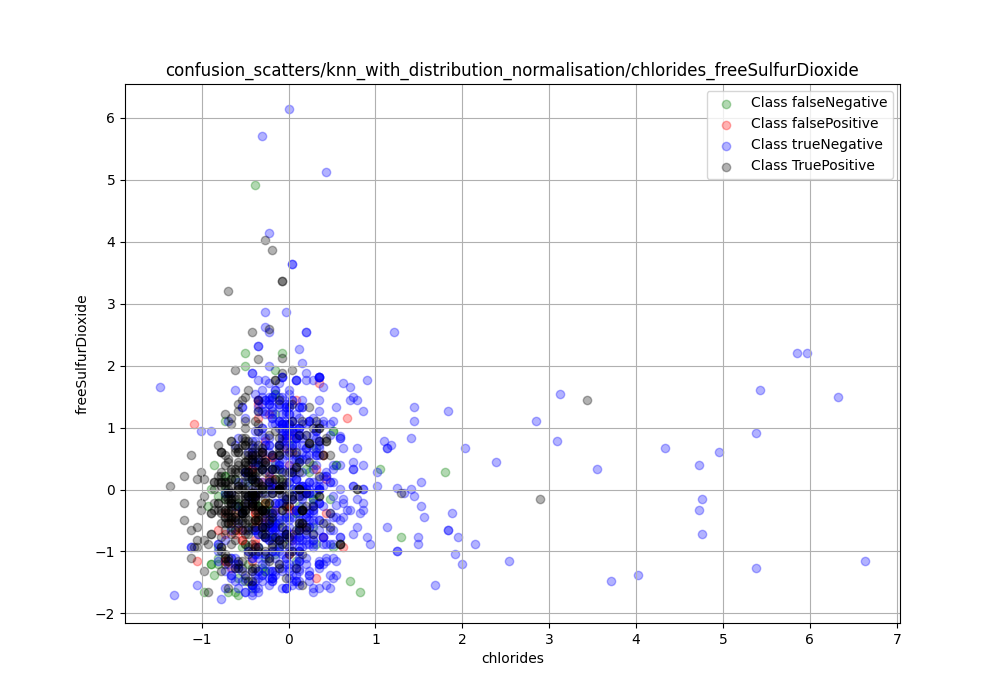 confusion_scatters/knn_with_distribution_normalisation/chlorides_freeSulfurDioxide
Class falseNegative
Class falsePositive
Class trueNegative
Class TruePositive
6
5
4
3
2
1
0
−1
−2
freeSulfurDioxide
−1 0 1 2 3 4 5 6 7
chlorides